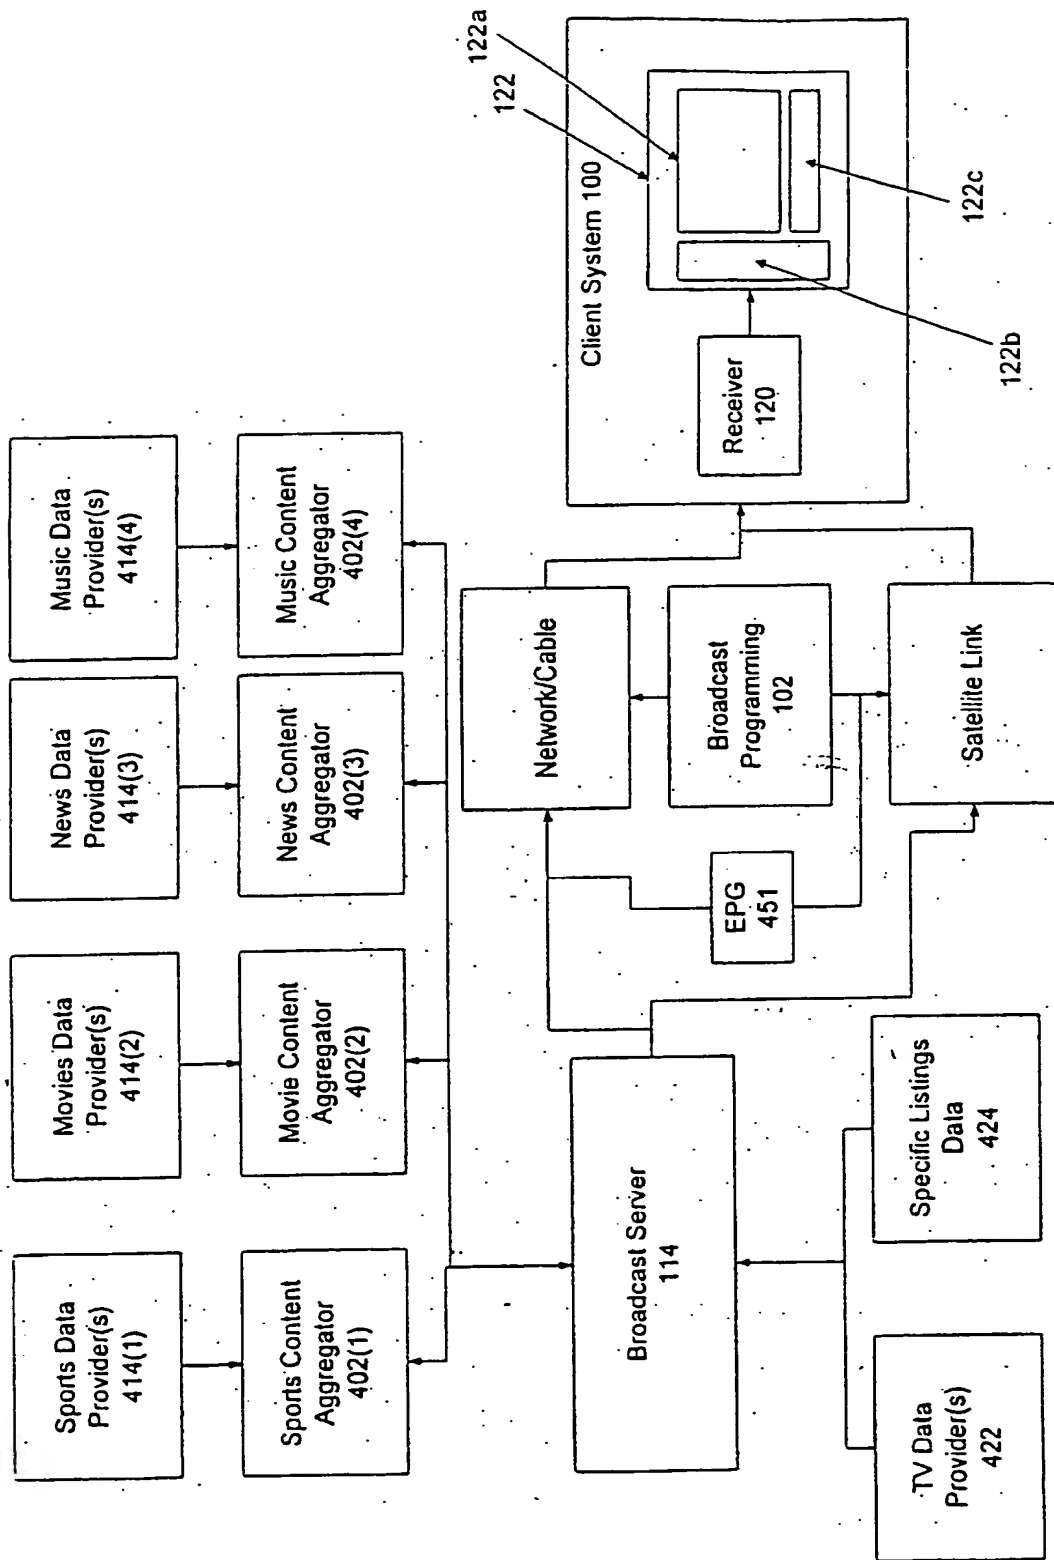 Sports Data
Provider(s)
414(1)
Movies Data
Provider(s)
414(2)
News Data
Provider(s)
414(3)
Music Data
Provider(s)
414(4)
Sports Content
Aggregator
402(1)
Movie Content
Aggregator
402(2)
News Content
Aggregator
402(3)
Music Content
Aggregator
402(4)
Broadcast Server
114
TV Data
Provider(s)
422
Specific Listings
Data
424
EPG
451
Network/Cable
Broadcast
Programming
102
Satellite Link
Client System 100
Receiver
120
122
122a
122b
122c